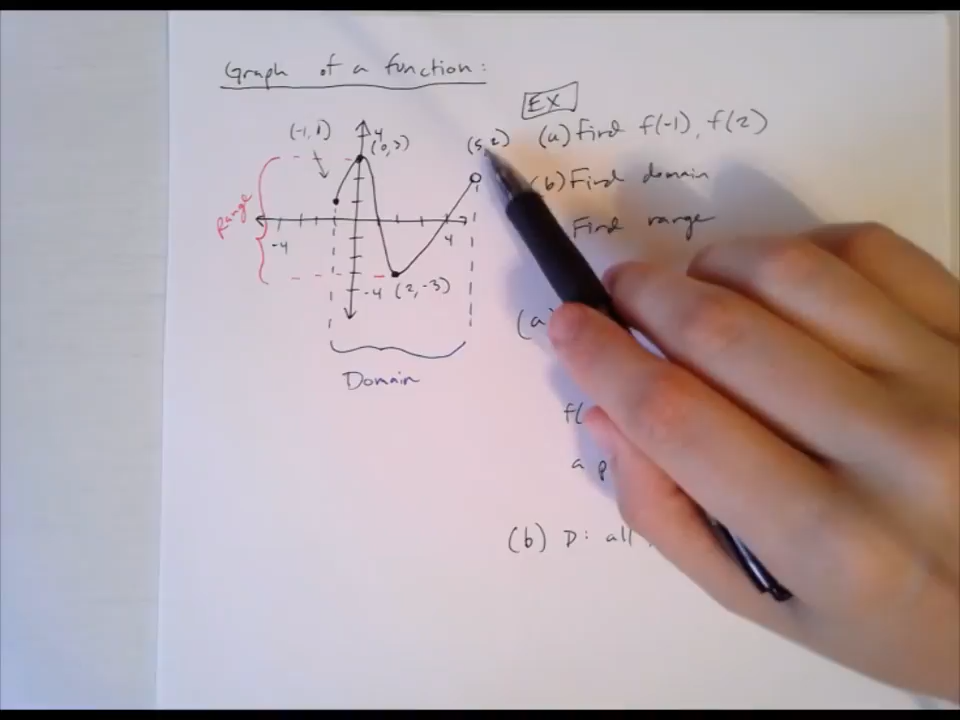 Graph of a function:
EX
(a) Find f(-1), f(2)
(b) Find domain
Find range
(-1, 1)
4
(0, 3)
(5, 2)
Range
-4
4
-4
(2, -3)
Domain
(a)
f(
a p
(b) D: all